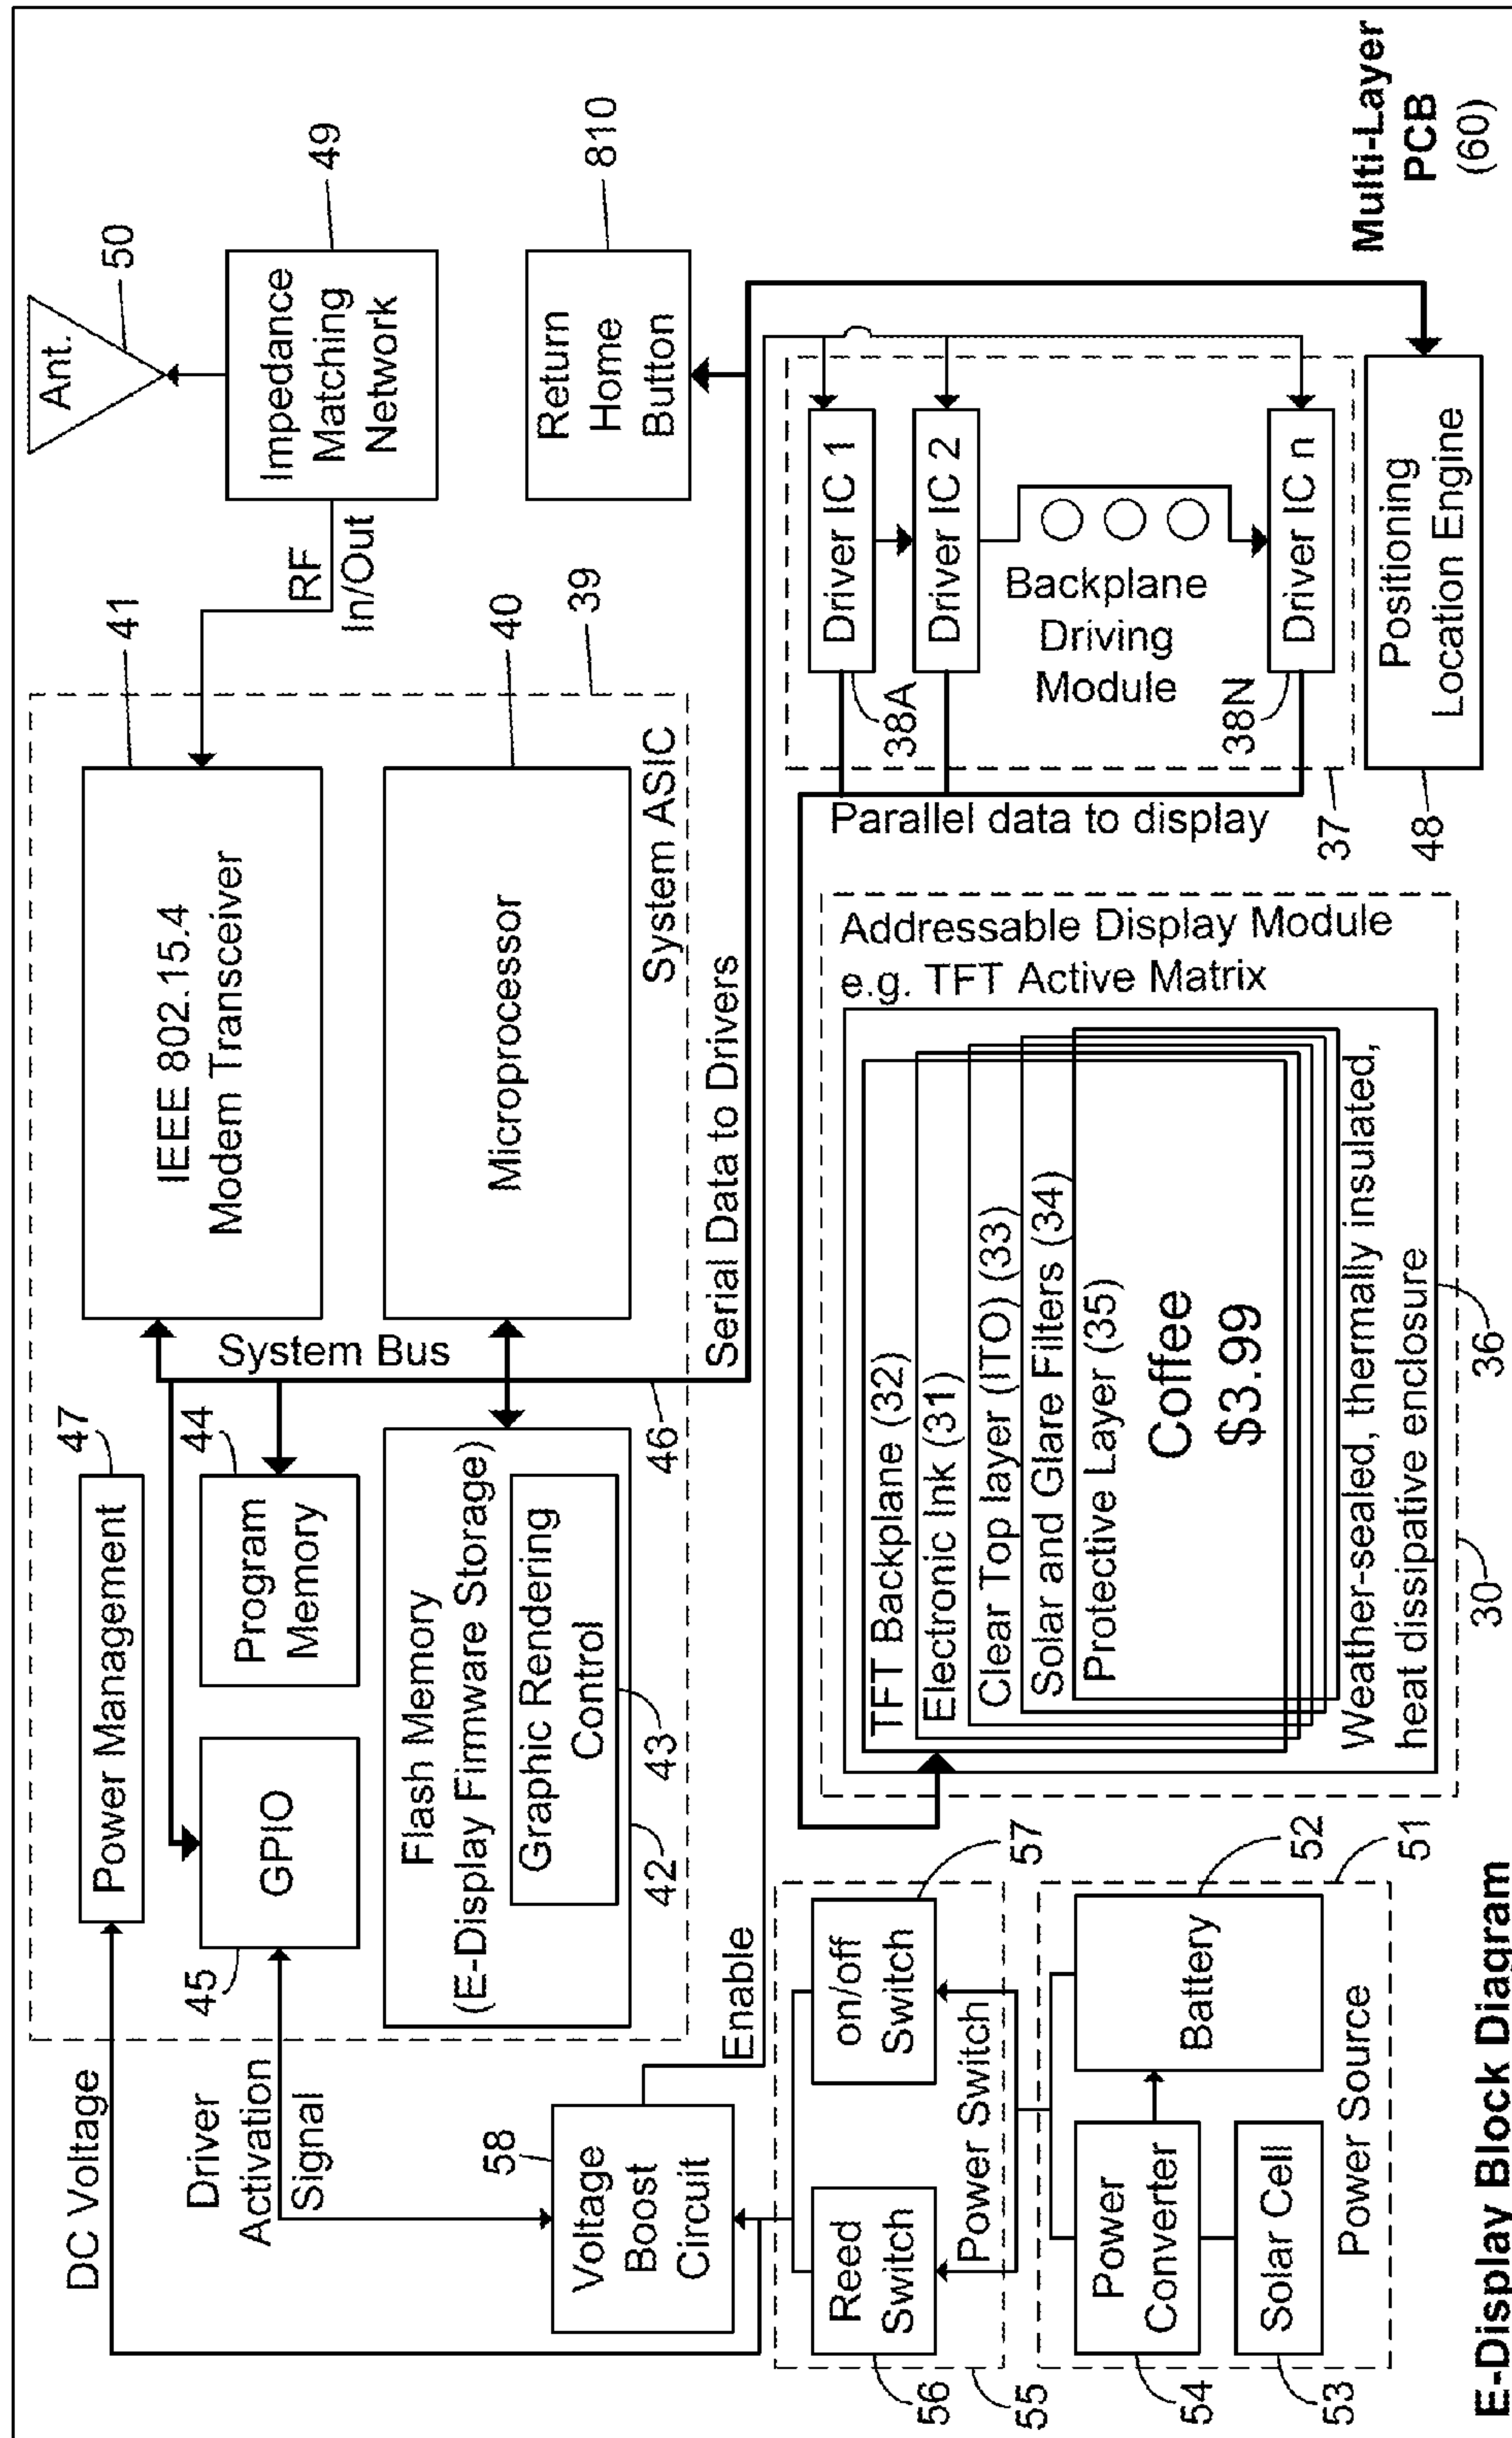 DC Voltage
47
Power Management
Driver
Activation
Signal
45
GPIO
44
Program
Memory
System Bus
41
IEEE 802.15.4
Modem Transceiver
RF
In/Out
Ant.
50
Impedance
Matching
Network
49
Flash Memory
(E-Display Firmware Storage)
Graphic Rendering
Control
42
43
46
Microprocessor
40
System ASIC
39
Return
Home
Button
810
58
Voltage
Boost
Circuit
Enable
Serial Data to Drivers
Reed
Switch
on/off
Switch
Power Switch
56
55
57
Power
Converter
Battery
Solar Cell
Power Source
54
53
52
51
Addressable Display Module
e.g. TFT Active Matrix
TFT Backplane (32)
Electronic Ink (31)
Clear Top layer (ITO) (33)
Solar and Glare Filters (34)
Protective Layer (35)
Coffee
$3.99
Weather-sealed, thermally insulated,
heat dissipative enclosure
36
30
Parallel data to display
Driver IC 1
38A
Driver IC 2
Backplane
Driving
Module
38N
Driver IC n
37
Positioning
Location Engine
48
Multi-Layer
PCB
(60)
E-Display Block Diagram